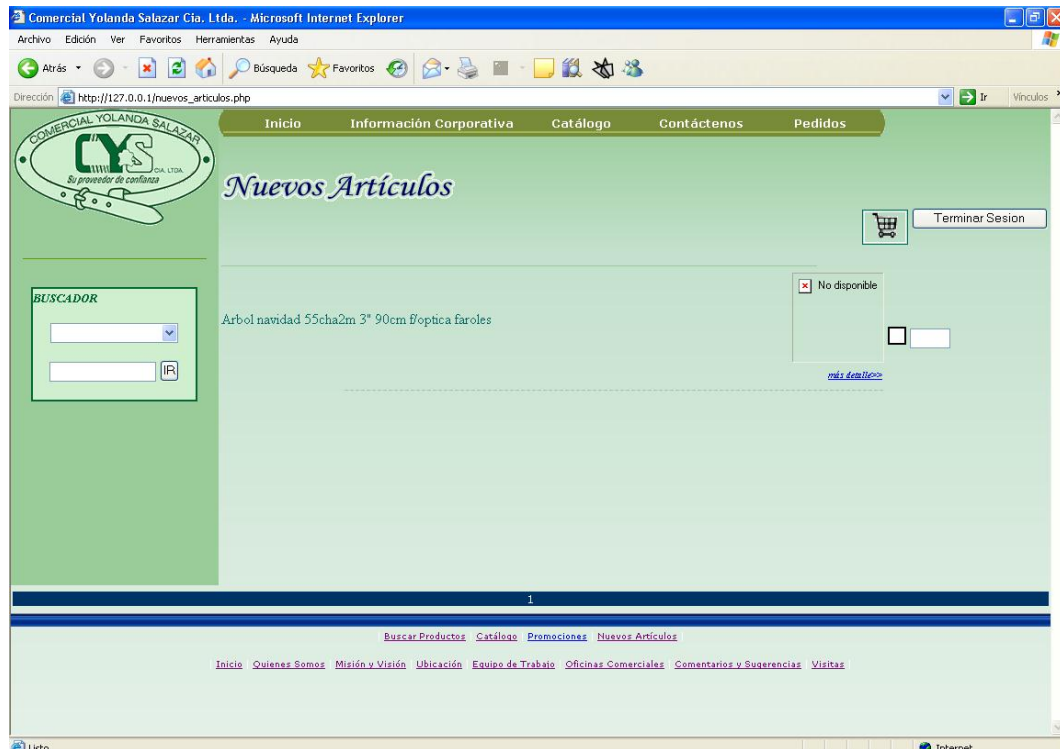 Comercial Yolanda Salazar Cia. Ltda. - Microsoft Internet Explorer
Archivo Edición Ver Favoritos Herramientas Ayuda
Atrás Búsqueda Favoritos
Dirección http://127.0.0.1/nuevos_articulos.php Ir Vínculos
COMERCIAL YOLANDA SALAZAR
CYS
CIA. LTDA.
Su proveedor de confianza
Inicio Información Corporativa Catálogo Contáctenos Pedidos
Nuevos Artículos
Terminar Sesion
BUSCADOR
IR
No disponible
Arbol navidad 55cha2m 3" 90cm f/optica faroles
más detalle>>
1
Buscar Productos Catálogo Promociones Nuevos Artículos
Inicio Quienes Somos Misión y Visión Ubicación Equipo de Trabajo Oficinas Comerciales Comentarios y Sugerencias Visitas
Listo Internet